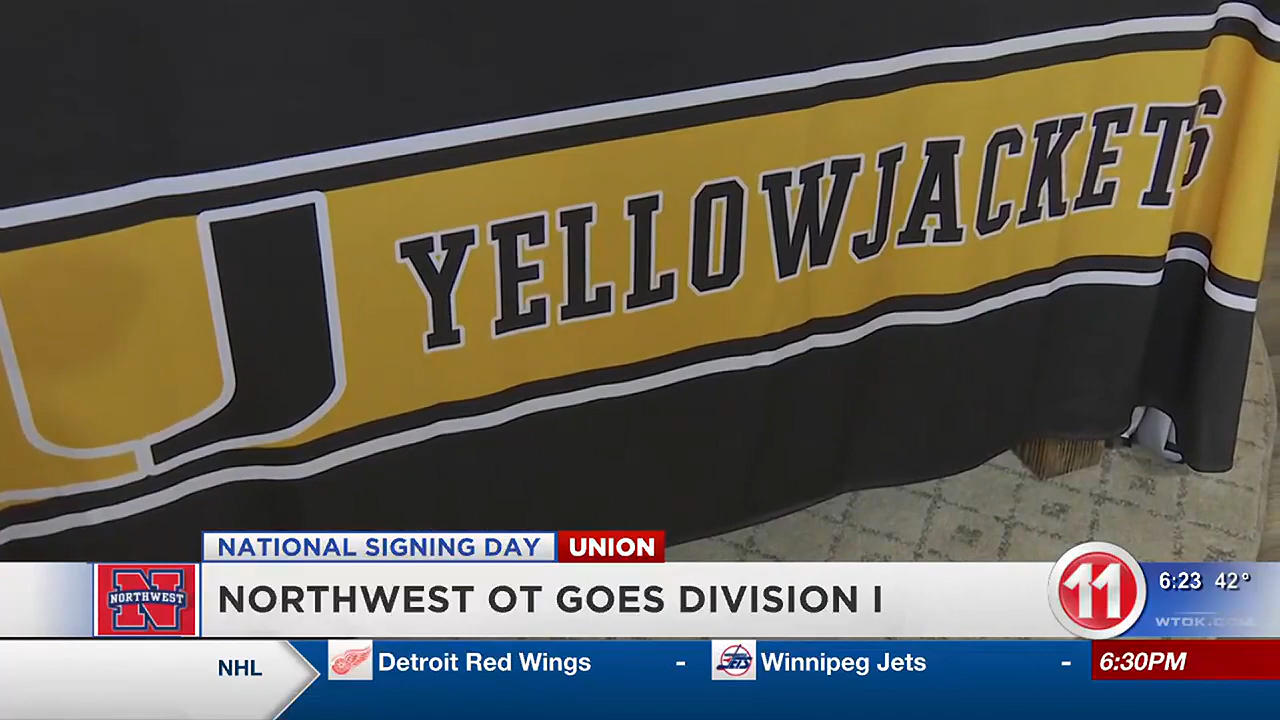 U YELLOWJACKETS
NATIONAL SIGNING DAY UNION
NORTHWEST
NORTHWEST OT GOES DIVISION I
11
6:23 42°
WTOK.COM
NHL Detroit Red Wings - JETS Winnipeg Jets - 6:30PM